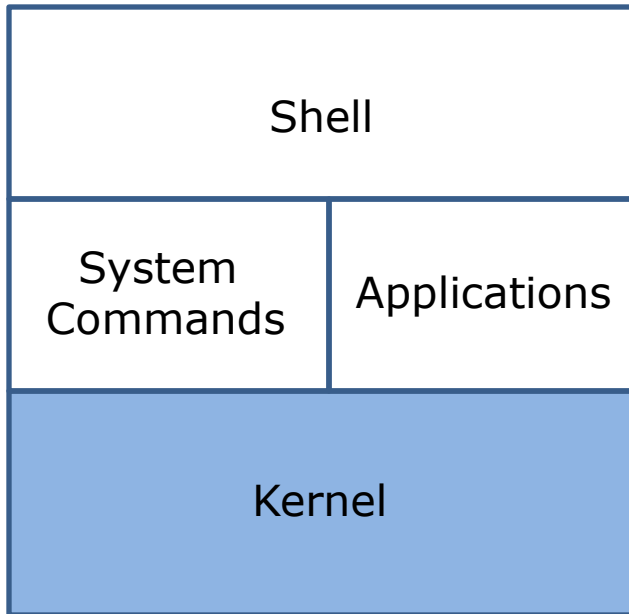 Shell
System
Commands
Applications
Kernel